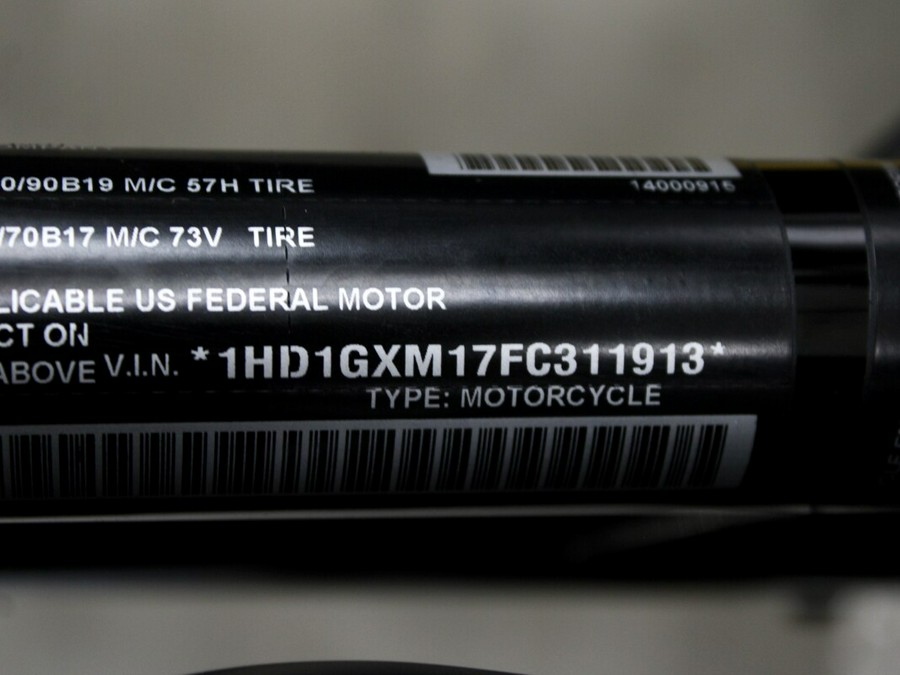 0/90B19 M/C 57H TIRE
14000915
/70B17 M/C 73V TIRE
LICABLE US FEDERAL MOTOR
CT ON
ABOVE V.I.N. *1HD1GXM17FC311913*
TYPE: MOTORCYCLE